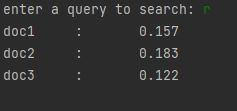 enter a query to search: r
doc1 : 0.157
doc2 : 0.183
doc3 : 0.122